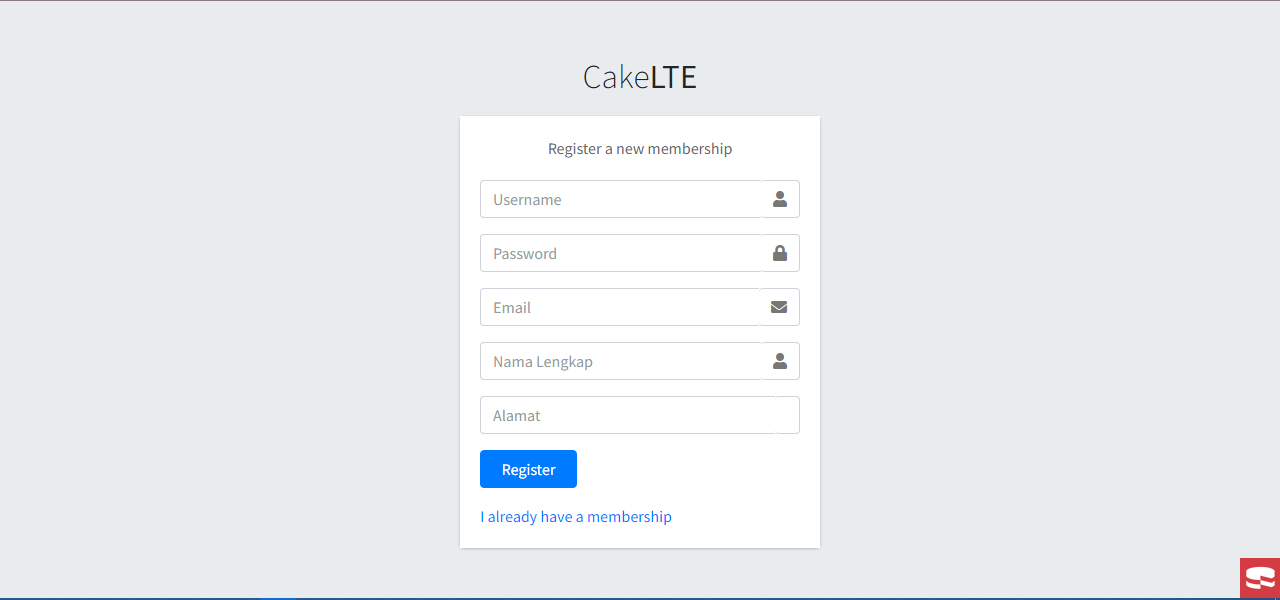 CakeLTE
Register a new membership
Username
Password
Email
Nama Lengkap
Alamat
Register
I already have a membership